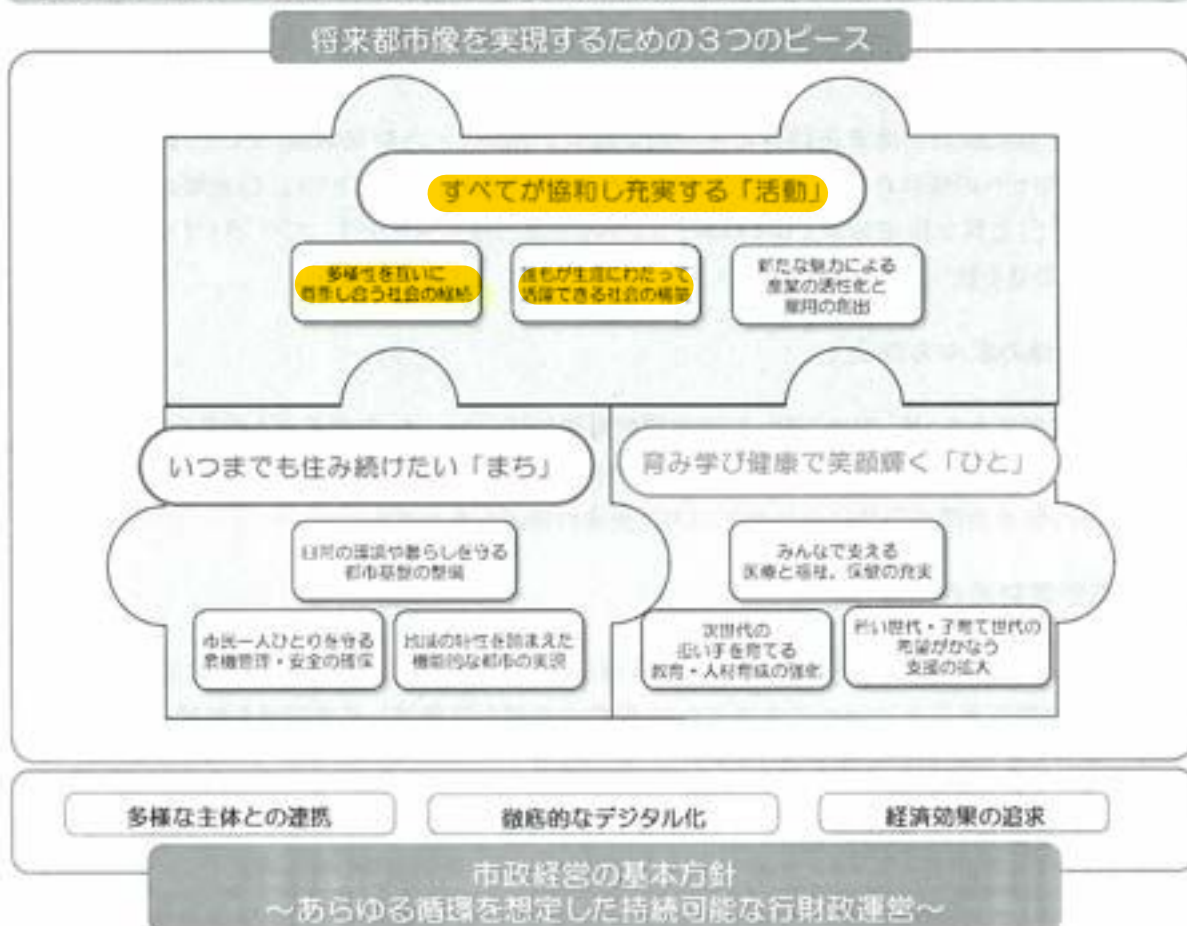 将来都市像を実現するための3つのピース
すべてが協和し充実する「活動」
多様性を互いに
し合う社会の
誰もが生涯にわたって
活躍できる社会の構築
新たな魅力による
産業の活性化と
雇用の創出
いつまでも住み続けたい「まち」
育み学び健康で笑顔輝く「ひと」
の環境や暮らしを守る
都市基盤の整備
市民一人ひとりを守る
危機管理・安全の確保
地域の特性を踏まえた
機能的な都市の実現
みんなで支える
医療と福祉、保健の充実
次世代の
担い手を育てる
教育・人材育成の強化
若い世代・子育て世代の
希望がかなう
支援の拡大
多様な主体との連携
徹底的なデジタル化
経済効果の追求
市政経営の基本方針
～あらゆる循環を想定した持続可能な行財政運営～